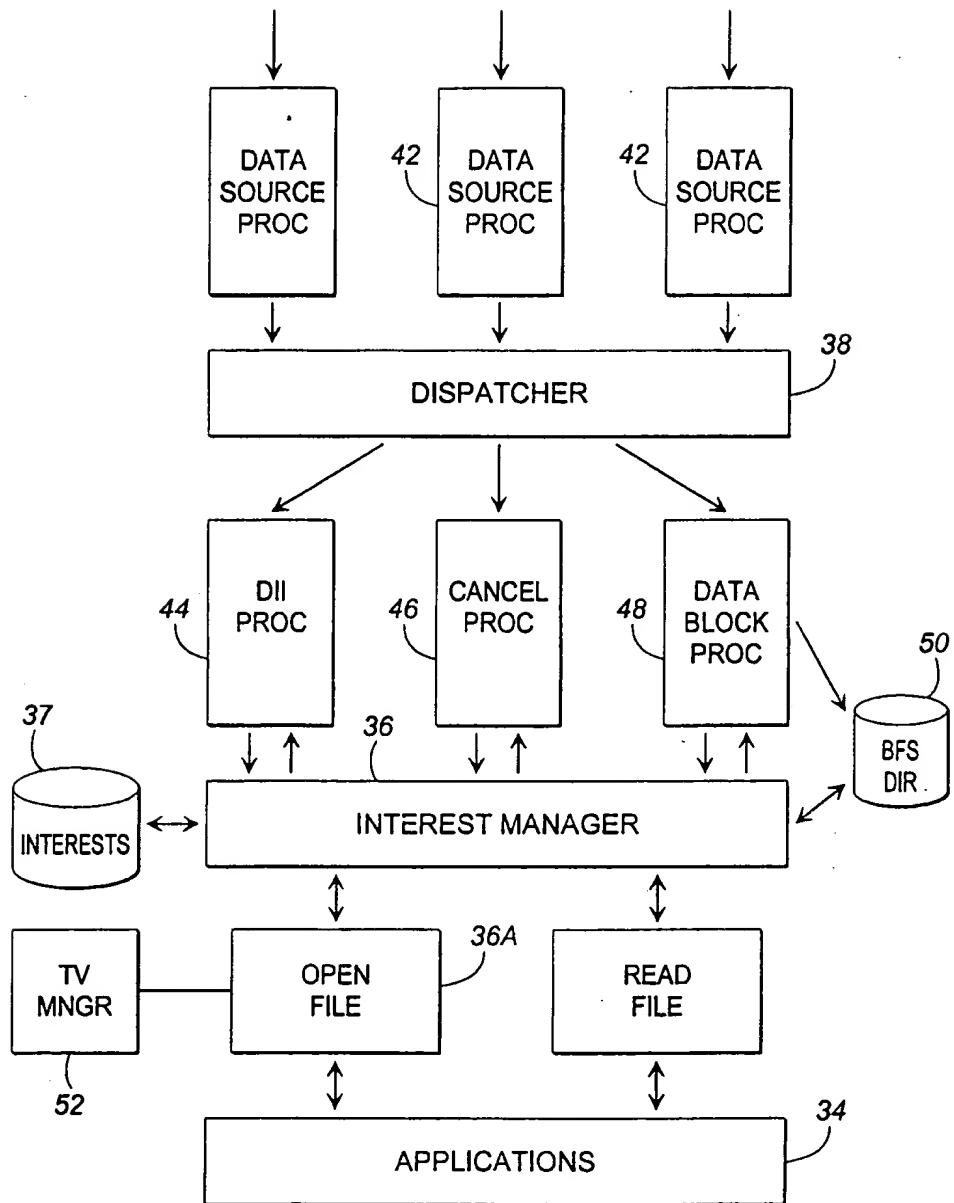 DATA
SOURCE
PROC
42
DATA
SOURCE
PROC
42
DATA
SOURCE
PROC
38
DISPATCHER
44
DII
PROC
46
CANCEL
PROC
48
DATA
BLOCK
PROC
50
BFS
DIR
37
INTERESTS
36
INTEREST MANAGER
TV
MNGR
52
36A
OPEN
FILE
READ
FILE
34
APPLICATIONS